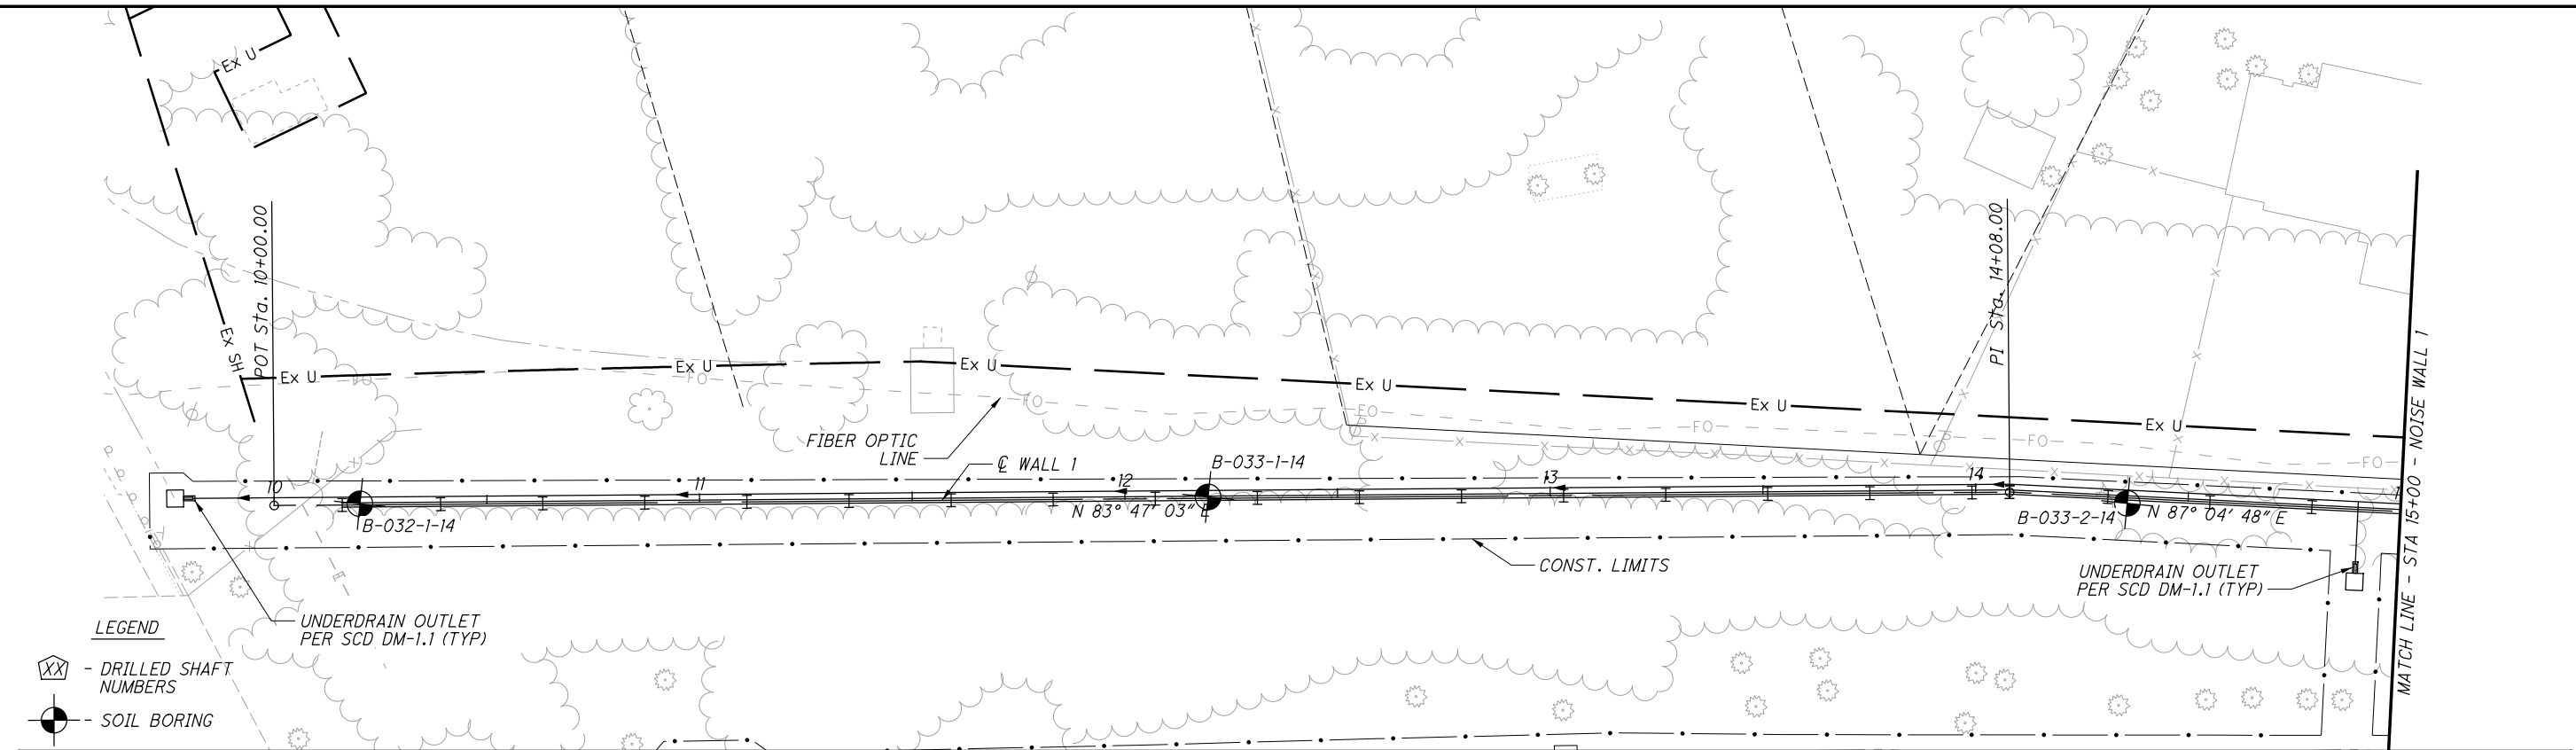 Ex U
POT Sta. 10+00.00
PI Sta. 14+08.00
Ex SH
Ex U
FO
Ex U
FO
Ex U
FO
Ex U
FO
Ex U
FO
Ex U
FO
FO
FIBER OPTIC
LINE
℄ WALL 1
B-033-1-14
10
11
12
13
14
B-032-1-14
N 83° 47' 03" E
B-033-2-14
N 87° 04' 48" E
CONST. LIMITS
UNDERDRAIN OUTLET
PER SCD DM-1.1 (TYP)
UNDERDRAIN OUTLET
PER SCD DM-1.1 (TYP)
MATCH LINE - STA 15+00 - NOISE WALL 1
LEGEND
XX - DRILLED SHAFT
NUMBERS
- SOIL BORING